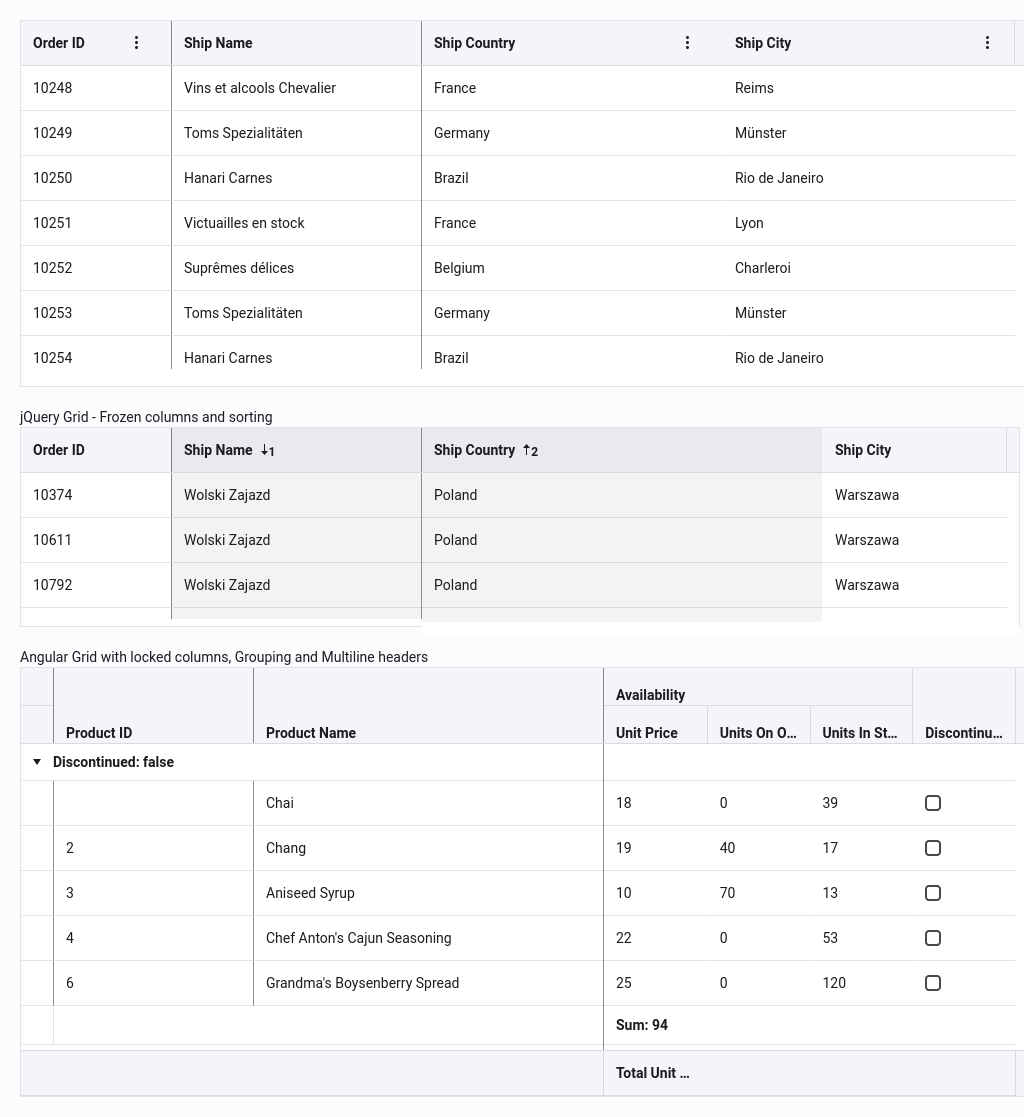 Order ID Ship Name Ship Country Ship City
10248 Vins et alcools Chevalier France Reims
10249 Toms Spezialitäten Germany Münster
10250 Hanari Carnes Brazil Rio de Janeiro
10251 Victuailles en stock France Lyon
10252 Suprêmes délices Belgium Charleroi
10253 Toms Spezialitäten Germany Münster
10254 Hanari Carnes Brazil Rio de Janeiro
jQuery Grid - Frozen columns and sorting
Order ID Ship Name ↓1 Ship Country ↑2 Ship City
10374 Wolski Zajazd Poland Warszawa
10611 Wolski Zajazd Poland Warszawa
10792 Wolski Zajazd Poland Warszawa
Angular Grid with locked columns, Grouping and Multiline headers
Availability
Product ID Product Name Unit Price Units On O... Units In St... Discontinu...
Discontinued: false
Chai 18 0 39
2 Chang 19 40 17
3 Aniseed Syrup 10 70 13
4 Chef Anton's Cajun Seasoning 22 0 53
6 Grandma's Boysenberry Spread 25 0 120
Sum: 94
Total Unit ...